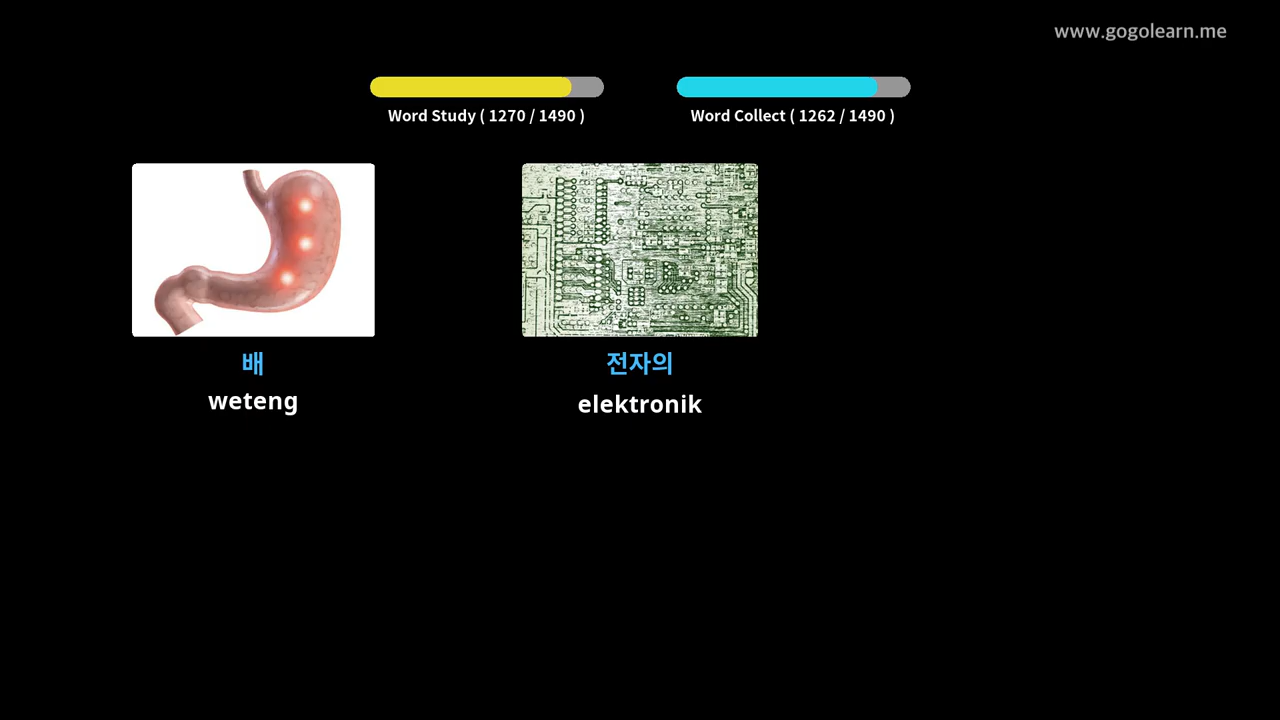 www.gogolearn.me
Word Study ( 1270 / 1490 )
Word Collect ( 1262 / 1490 )
배
weteng
전자의
elektronik